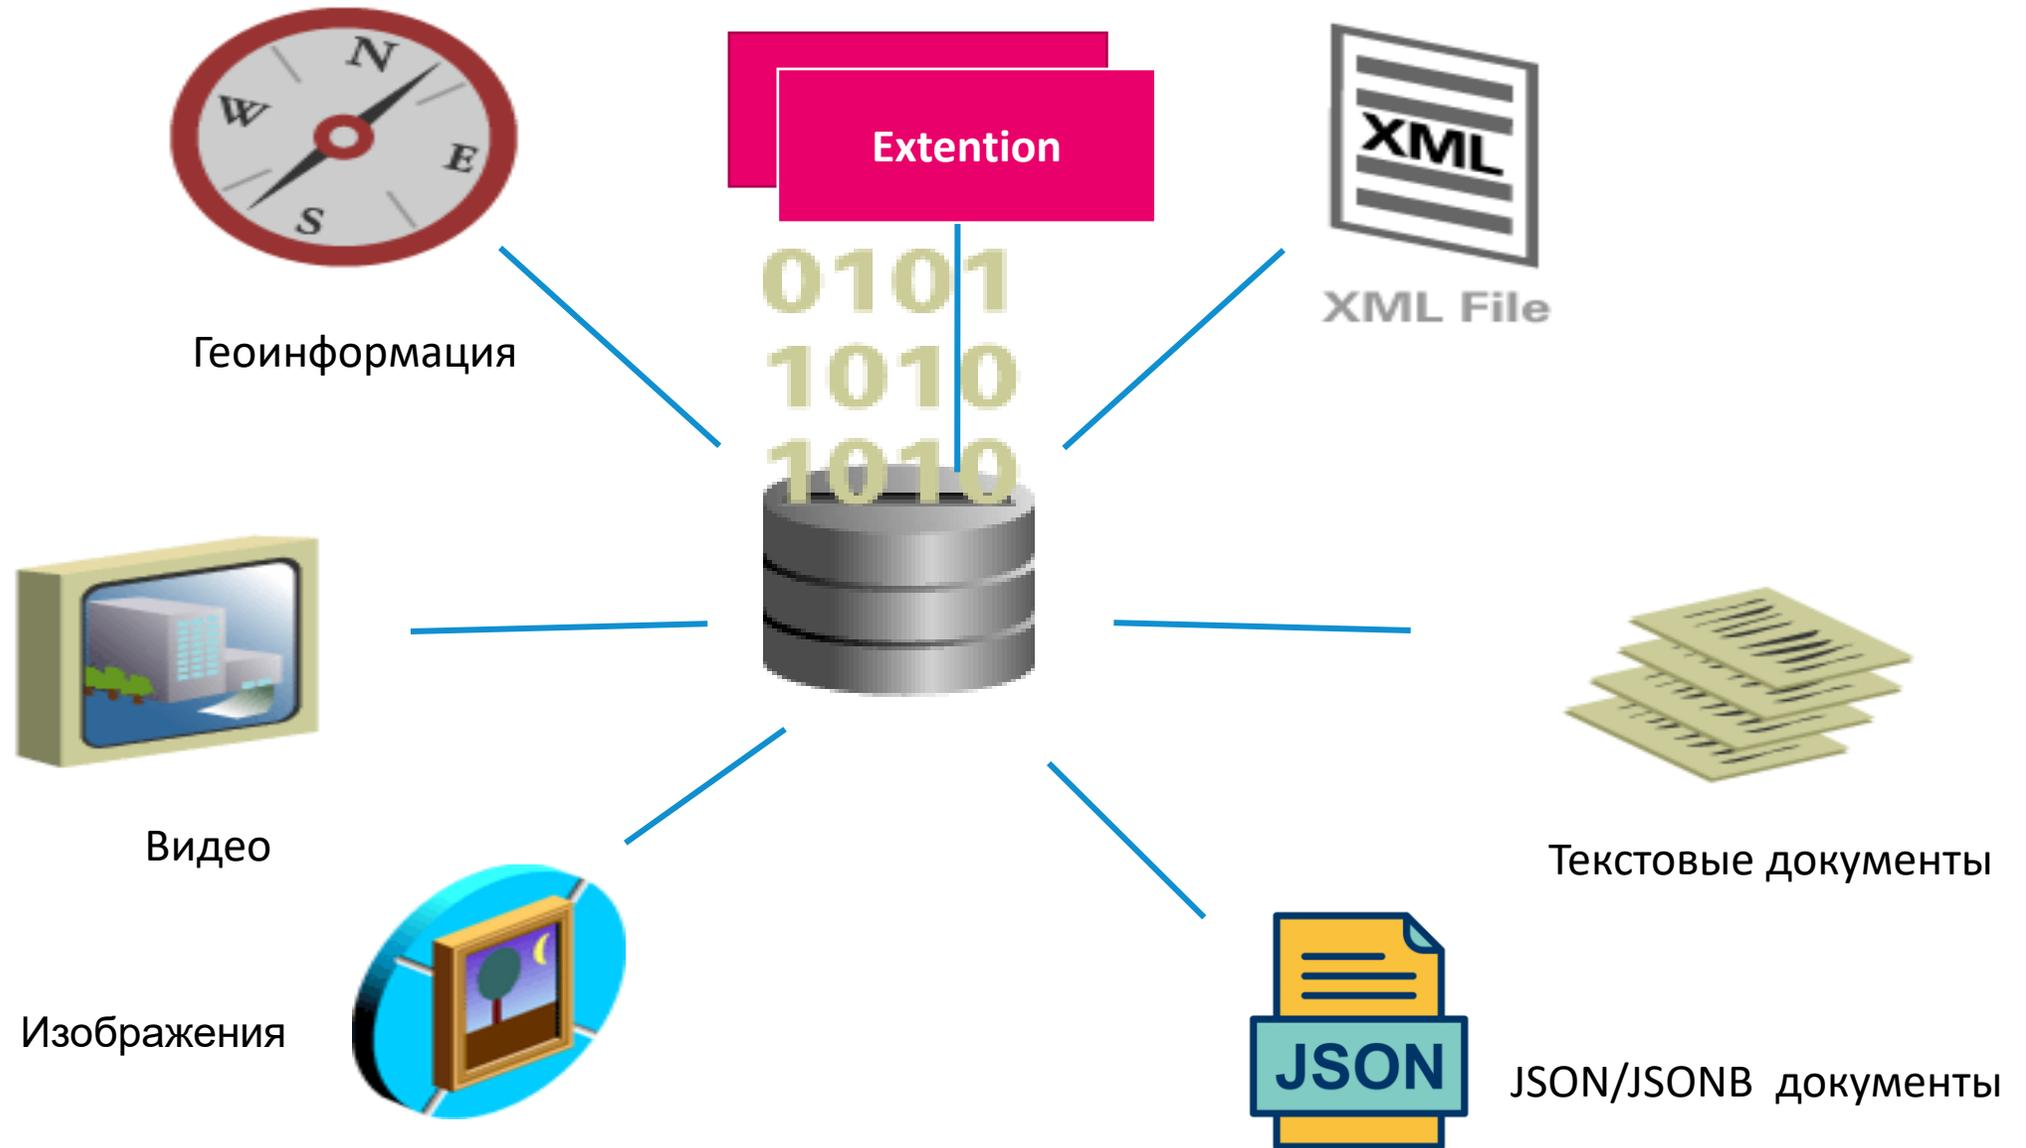 N
W
E
S
Extention
XML
XML File
0101
1010
1010
Геоинформация
Видео
Текстовые документы
Изображения
JSON
JSON/JSONB  документы